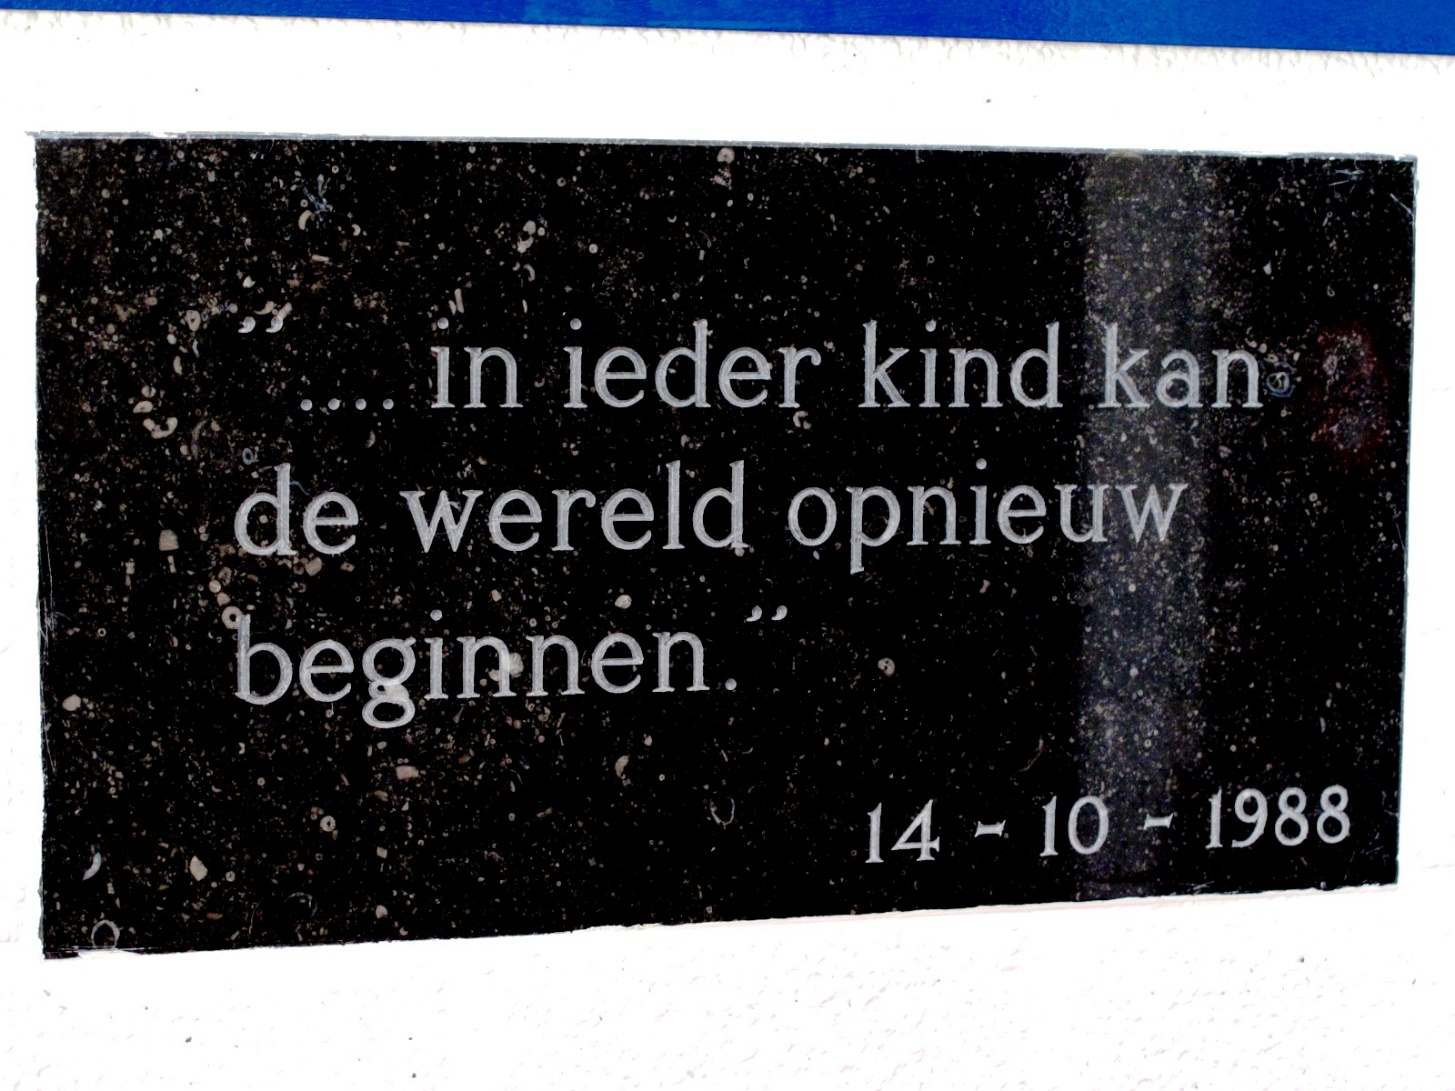 ”.... in ieder kind kan
de wereld opnieuw
beginnen.”
14 - 10 - 1988